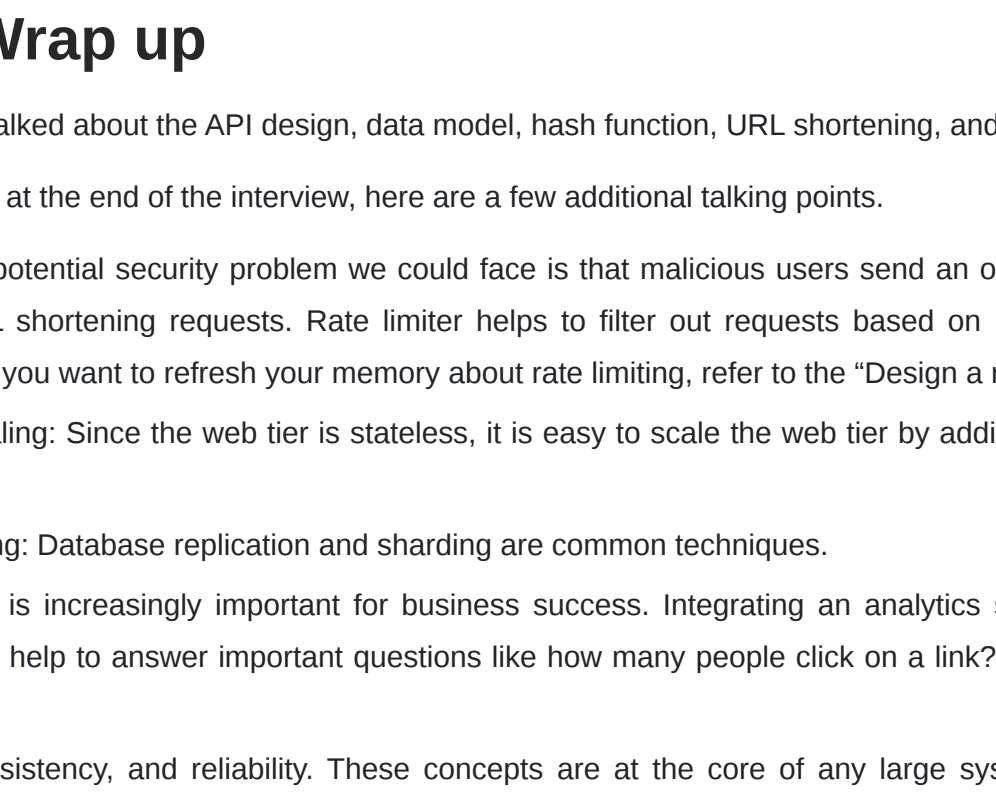 Wrap up
alked about the API design, data model, hash function, URL shortening, and
at the end of the interview, here are a few additional talking points.
potential security problem we could face is that malicious users send an o
shortening requests. Rate limiter helps to filter out requests based on
you want to refresh your memory about rate limiting, refer to the “Design a r
ling: Since the web tier is stateless, it is easy to scale the web tier by addi
ng: Database replication and sharding are common techniques.
is increasingly important for business success. Integrating an analytics s
help to answer important questions like how many people click on a link?
sistency, and reliability. These concepts are at the core of any large sys